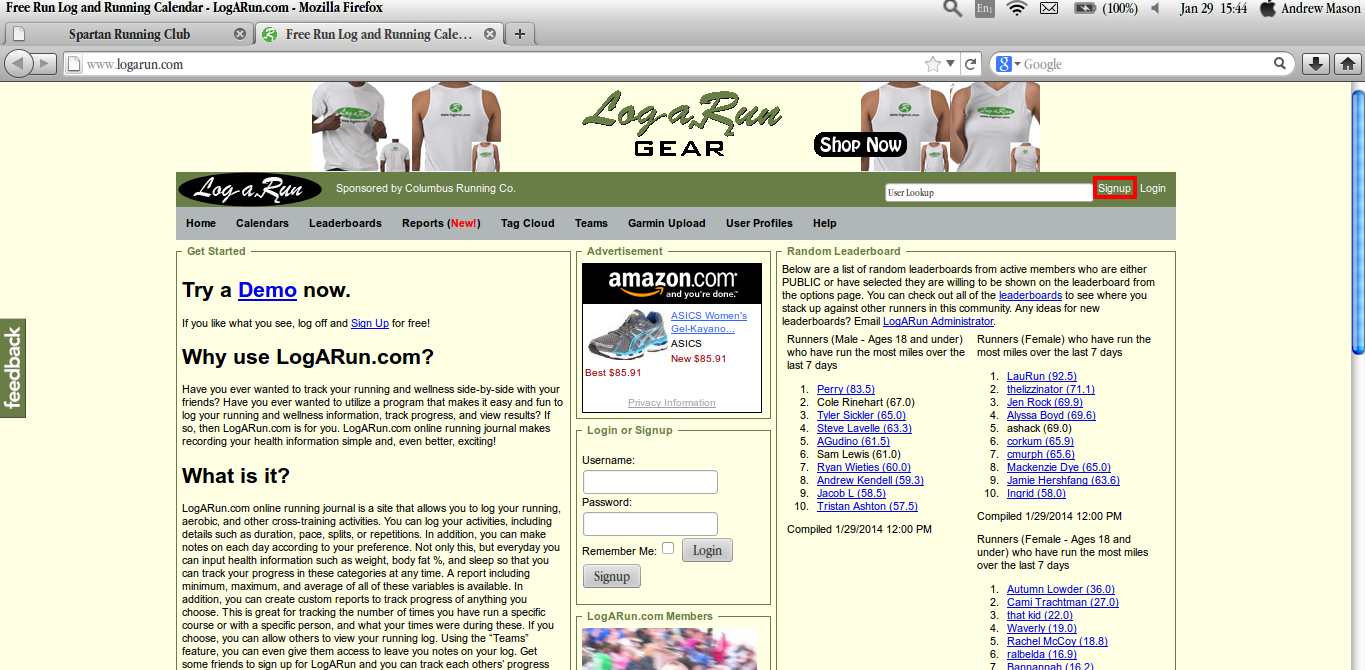 Free Run Log and Running Calendar - LogARun.com - Mozilla Firefox
En1
(100%)
Jan 29 15:44
Andrew Mason
Spartan Running Club
Free Run Log and Running Cale...
www.logarun.com
8
Google
www.logarun.com
Log-a-Run
GEAR
Shop Now
Log-a-Run
Sponsored by Columbus Running Co.
User Lookup
Signup
Login
Home
Calendars
Leaderboards
Reports (New!)
Tag Cloud
Teams
Garmin Upload
User Profiles
Help
feedback
Get Started
Try a Demo now.
If you like what you see, log off and Sign Up for free!
Why use LogARun.com?
Have you ever wanted to track your running and wellness side-by-side with your
friends? Have you ever wanted to utilize a program that makes it easy and fun to
log your running and wellness information, track progress, and view results? If
so, then LogARun.com is for you. LogARun.com online running journal makes
recording your health information simple and, even better, exciting!
What is it?
LogARun.com online running journal is a site that allows you to log your running,
aerobic, and other cross-training activities. You can log your activities, including
details such as duration, pace, splits, or repetitions. In addition, you can make
notes on each day according to your preference. Not only this, but everyday you
can input health information such as weight, body fat %, and sleep so that you
can track your progress in these categories at any time. A report including
minimum, maximum, and average of all of these variables is available. In
addition, you can create custom reports to track progress of anything you
choose. This is great for tracking the number of times you have run a specific
course or with a specific person, and what your times were during these. If you
choose, you can allow others to view your running log. Using the “Teams”
feature, you can even give them access to leave you notes on your log. Get
some friends to sign up for LogARun and you can track each others’ progress
Advertisement
amazon.com
and you're done.™
ASICS Women's
Gel-Kayano...
ASICS
New $85.91
Best $85.91
Privacy Information
Login or Signup
Username:
Password:
Remember Me:
Login
Signup
LogARun.com Members
Random Leaderboard
Below are a list of random leaderboards from active members who are either
PUBLIC or have selected they are willing to be shown on the leaderboard from
the options page. You can check out all of the leaderboards to see where you
stack up against other runners in this community. Any ideas for new
leaderboards? Email LogARun Administrator.
Runners (Male - Ages 18 and under)
who have run the most miles over the
last 7 days
1. Perry (83.5)
2. Cole Rinehart (67.0)
3. Tyler Sickler (65.0)
4. Steve Lavelle (63.3)
5. AGudino (61.5)
6. Sam Lewis (61.0)
7. Ryan Wieties (60.0)
8. Andrew Kendell (59.3)
9. Jacob L (58.5)
10. Tristan Ashton (57.5)
Compiled 1/29/2014 12:00 PM
Runners (Female) who have run the
most miles over the last 7 days
1. LauRun (92.5)
2. thelizzinator (71.1)
3. Jen Rock (69.9)
4. Alyssa Boyd (69.6)
5. ashack (69.0)
6. corkum (65.9)
7. cmurph (65.6)
8. Mackenzie Dye (65.0)
9. Jamie Hershfang (63.6)
10. Ingrid (58.0)
Compiled 1/29/2014 12:00 PM
Runners (Female - Ages 18 and
under) who have run the most miles
over the last 7 days
1. Autumn Lowder (36.0)
2. Cami Trachtman (27.0)
3. that kid (22.0)
4. Waverly (19.0)
5. Rachel McCoy (18.8)
6. ralbelda (16.9)
7. Bannannah (16.2)